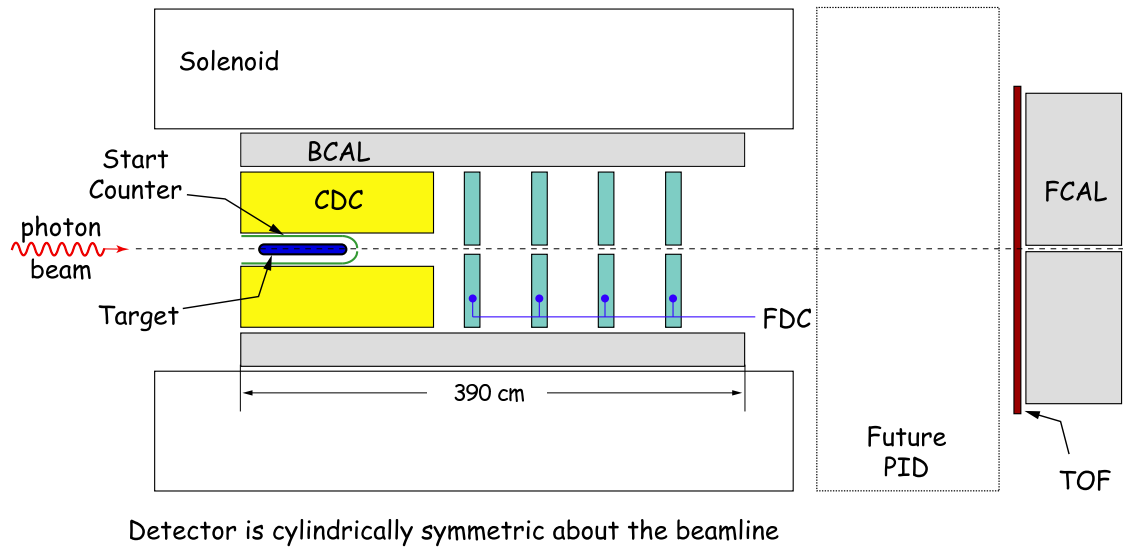 Solenoid
BCAL
Start
Counter
CDC
FCAL
photon
beam
Target
FDC
390 cm
Future
PID
TOF
Detector is cylindrically symmetric about the beamline